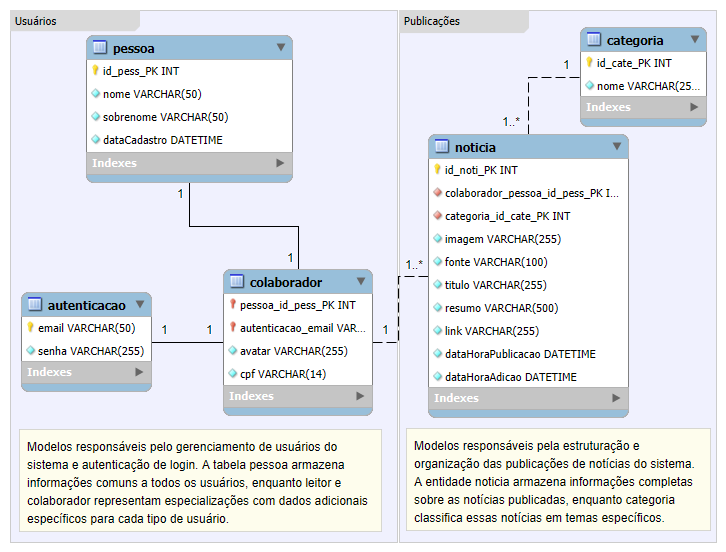 Usuários
pessoa
id_pess_PK INT
nome VARCHAR(50)
sobrenome VARCHAR(50)
dataCadastro DATETIME
Indexes
1
1
autenticacao
email VARCHAR(50)
senha VARCHAR(255)
Indexes
1
1
colaborador
pessoa_id_pess_PK INT
autenticacao_email VAR...
avatar VARCHAR(255)
cpf VARCHAR(14)
Indexes
1
1..*
Modelos responsáveis pelo gerenciamento de usuários do
sistema e autenticação de login. A tabela pessoa armazena
informações comuns a todos os usuários, enquanto leitor e
colaborador representam especializações com dados adicionais
específicos para cada tipo de usuário.
Publicações
categoria
id_cate_PK INT
nome VARCHAR(25...
Indexes
1
1..*
noticia
id_noti_PK INT
colaborador_pessoa_id_pess_PK I...
categoria_id_cate_PK INT
imagem VARCHAR(255)
fonte VARCHAR(100)
titulo VARCHAR(255)
resumo VARCHAR(500)
link VARCHAR(255)
dataHoraPublicacao DATETIME
dataHoraAdicao DATETIME
Indexes
Modelos responsáveis pela estruturação e
organização das publicações de notícias do sistema.
A entidade noticia armazena informações completas
sobre as notícias publicadas, enquanto categoria
classifica essas notícias em temas específicos.